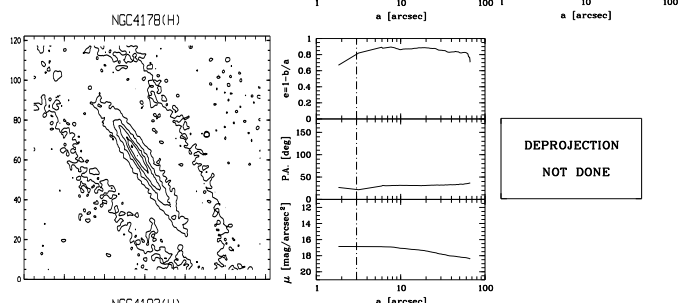 1 10 100 1 10 100
a [arcsec] a [arcsec]
NGC4178(H)
120
100
80
60
40
20
0
1
0.8
0.6
0.4
0.2
0
e=1-b/a
150
100
50
0
P.A. [deg]
12
14
16
18
20
μ [mag/arcsec²]
1 10 100
a [arcsec]
DEPROJECTION
NOT DONE